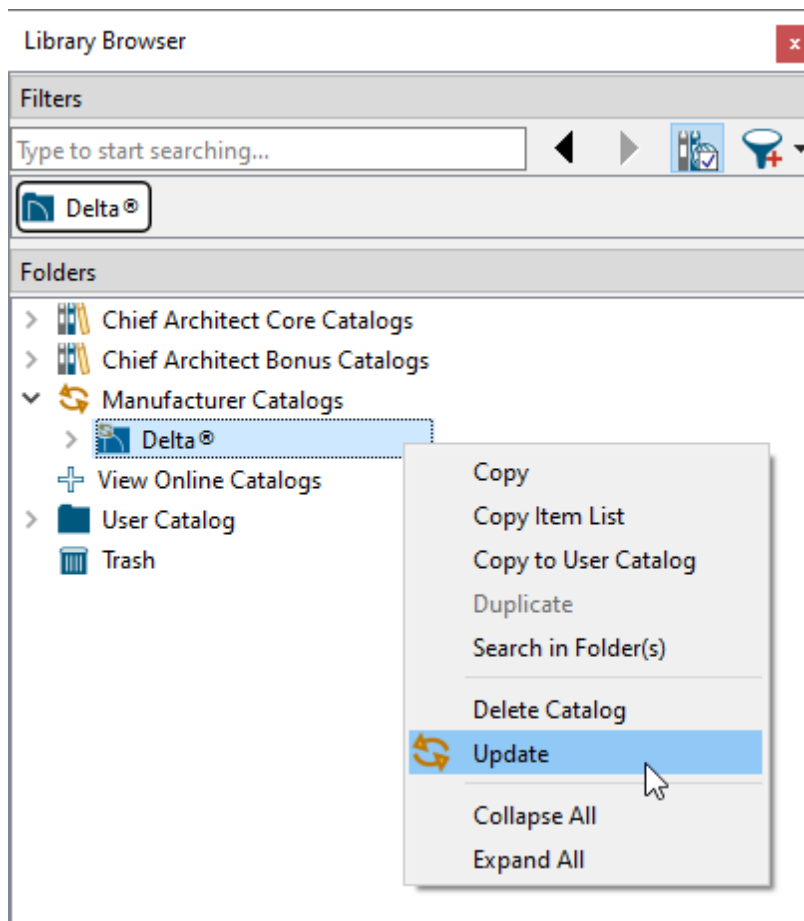 Library Browser
x
Filters
Type to start searching...
Delta®
Folders
Chief Architect Core Catalogs
Chief Architect Bonus Catalogs
Manufacturer Catalogs
Delta®
View Online Catalogs
User Catalog
Trash
Copy
Copy Item List
Copy to User Catalog
Duplicate
Search in Folder(s)
Delete Catalog
Update
Collapse All
Expand All